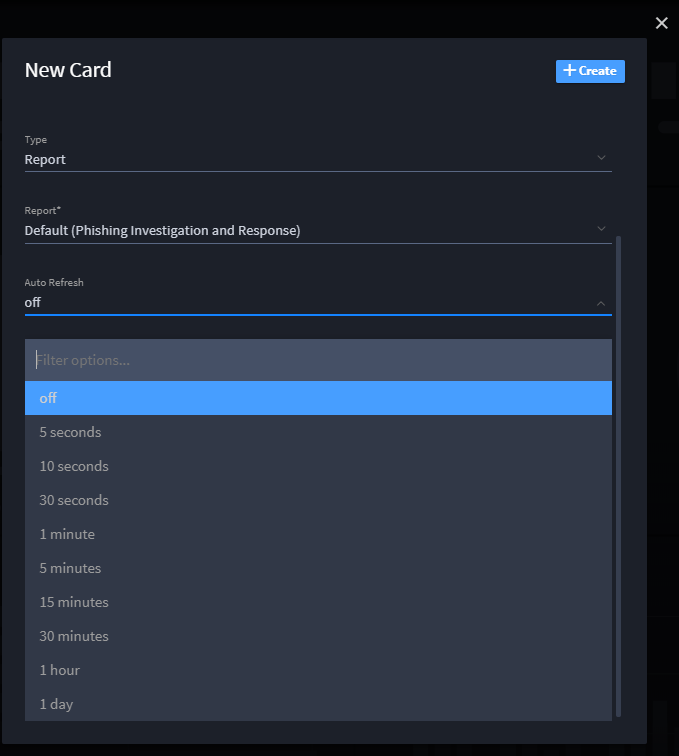 New Card
+ Create
Type
Report
Report*
Default (Phishing Investigation and Response)
Auto Refresh
off
Filter options...
off
5 seconds
10 seconds
30 seconds
1 minute
5 minutes
15 minutes
30 minutes
1 hour
1 day